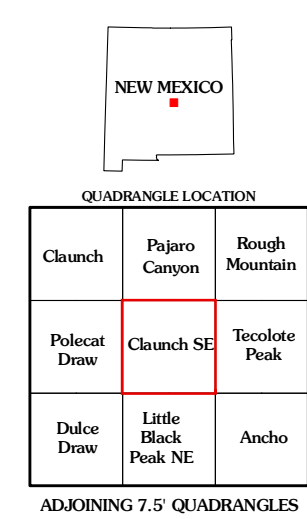 NEW MEXICO
QUADRANGLE LOCATION
Claunch
Pajaro
Canyon
Rough
Mountain
Polecat
Draw
Claunch SE
Tecolote
Peak
Dulce
Draw
Little
Black
Peak NE
Ancho
ADJOINING 7.5' QUADRANGLES